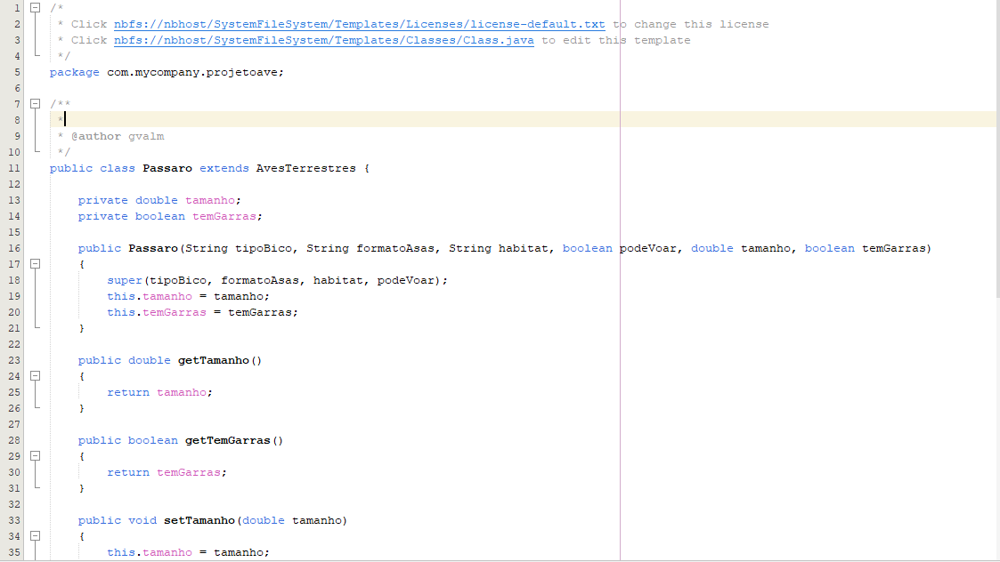 1 /*
2 * Click nbfs://nbhost/SystemFileSystem/Templates/Licenses/license-default.txt to change this license
3 * Click nbfs://nbhost/SystemFileSystem/Templates/Classes/Class.java to edit this template
4 */
5 package com.mycompany.projetoave;
6
7 /**
8 *
9 * @author gvalm
10 */
11 public class Passaro extends AvesTerrestres {
12
13 private double tamanho;
14 private boolean temGarras;
15
16 public Passaro(String tipoBico, String formatoAsas, String habitat, boolean podeVoar, double tamanho, boolean temGarras)
17 {
18 super(tipoBico, formatoAsas, habitat, podeVoar);
19 this.tamanho = tamanho;
20 this.temGarras = temGarras;
21 }
22
23 public double getTamanho()
24 {
25 return tamanho;
26 }
27
28 public boolean getTemGarras()
29 {
30 return temGarras;
31 }
32
33 public void setTamanho(double tamanho)
34 {
35 this.tamanho = tamanho;